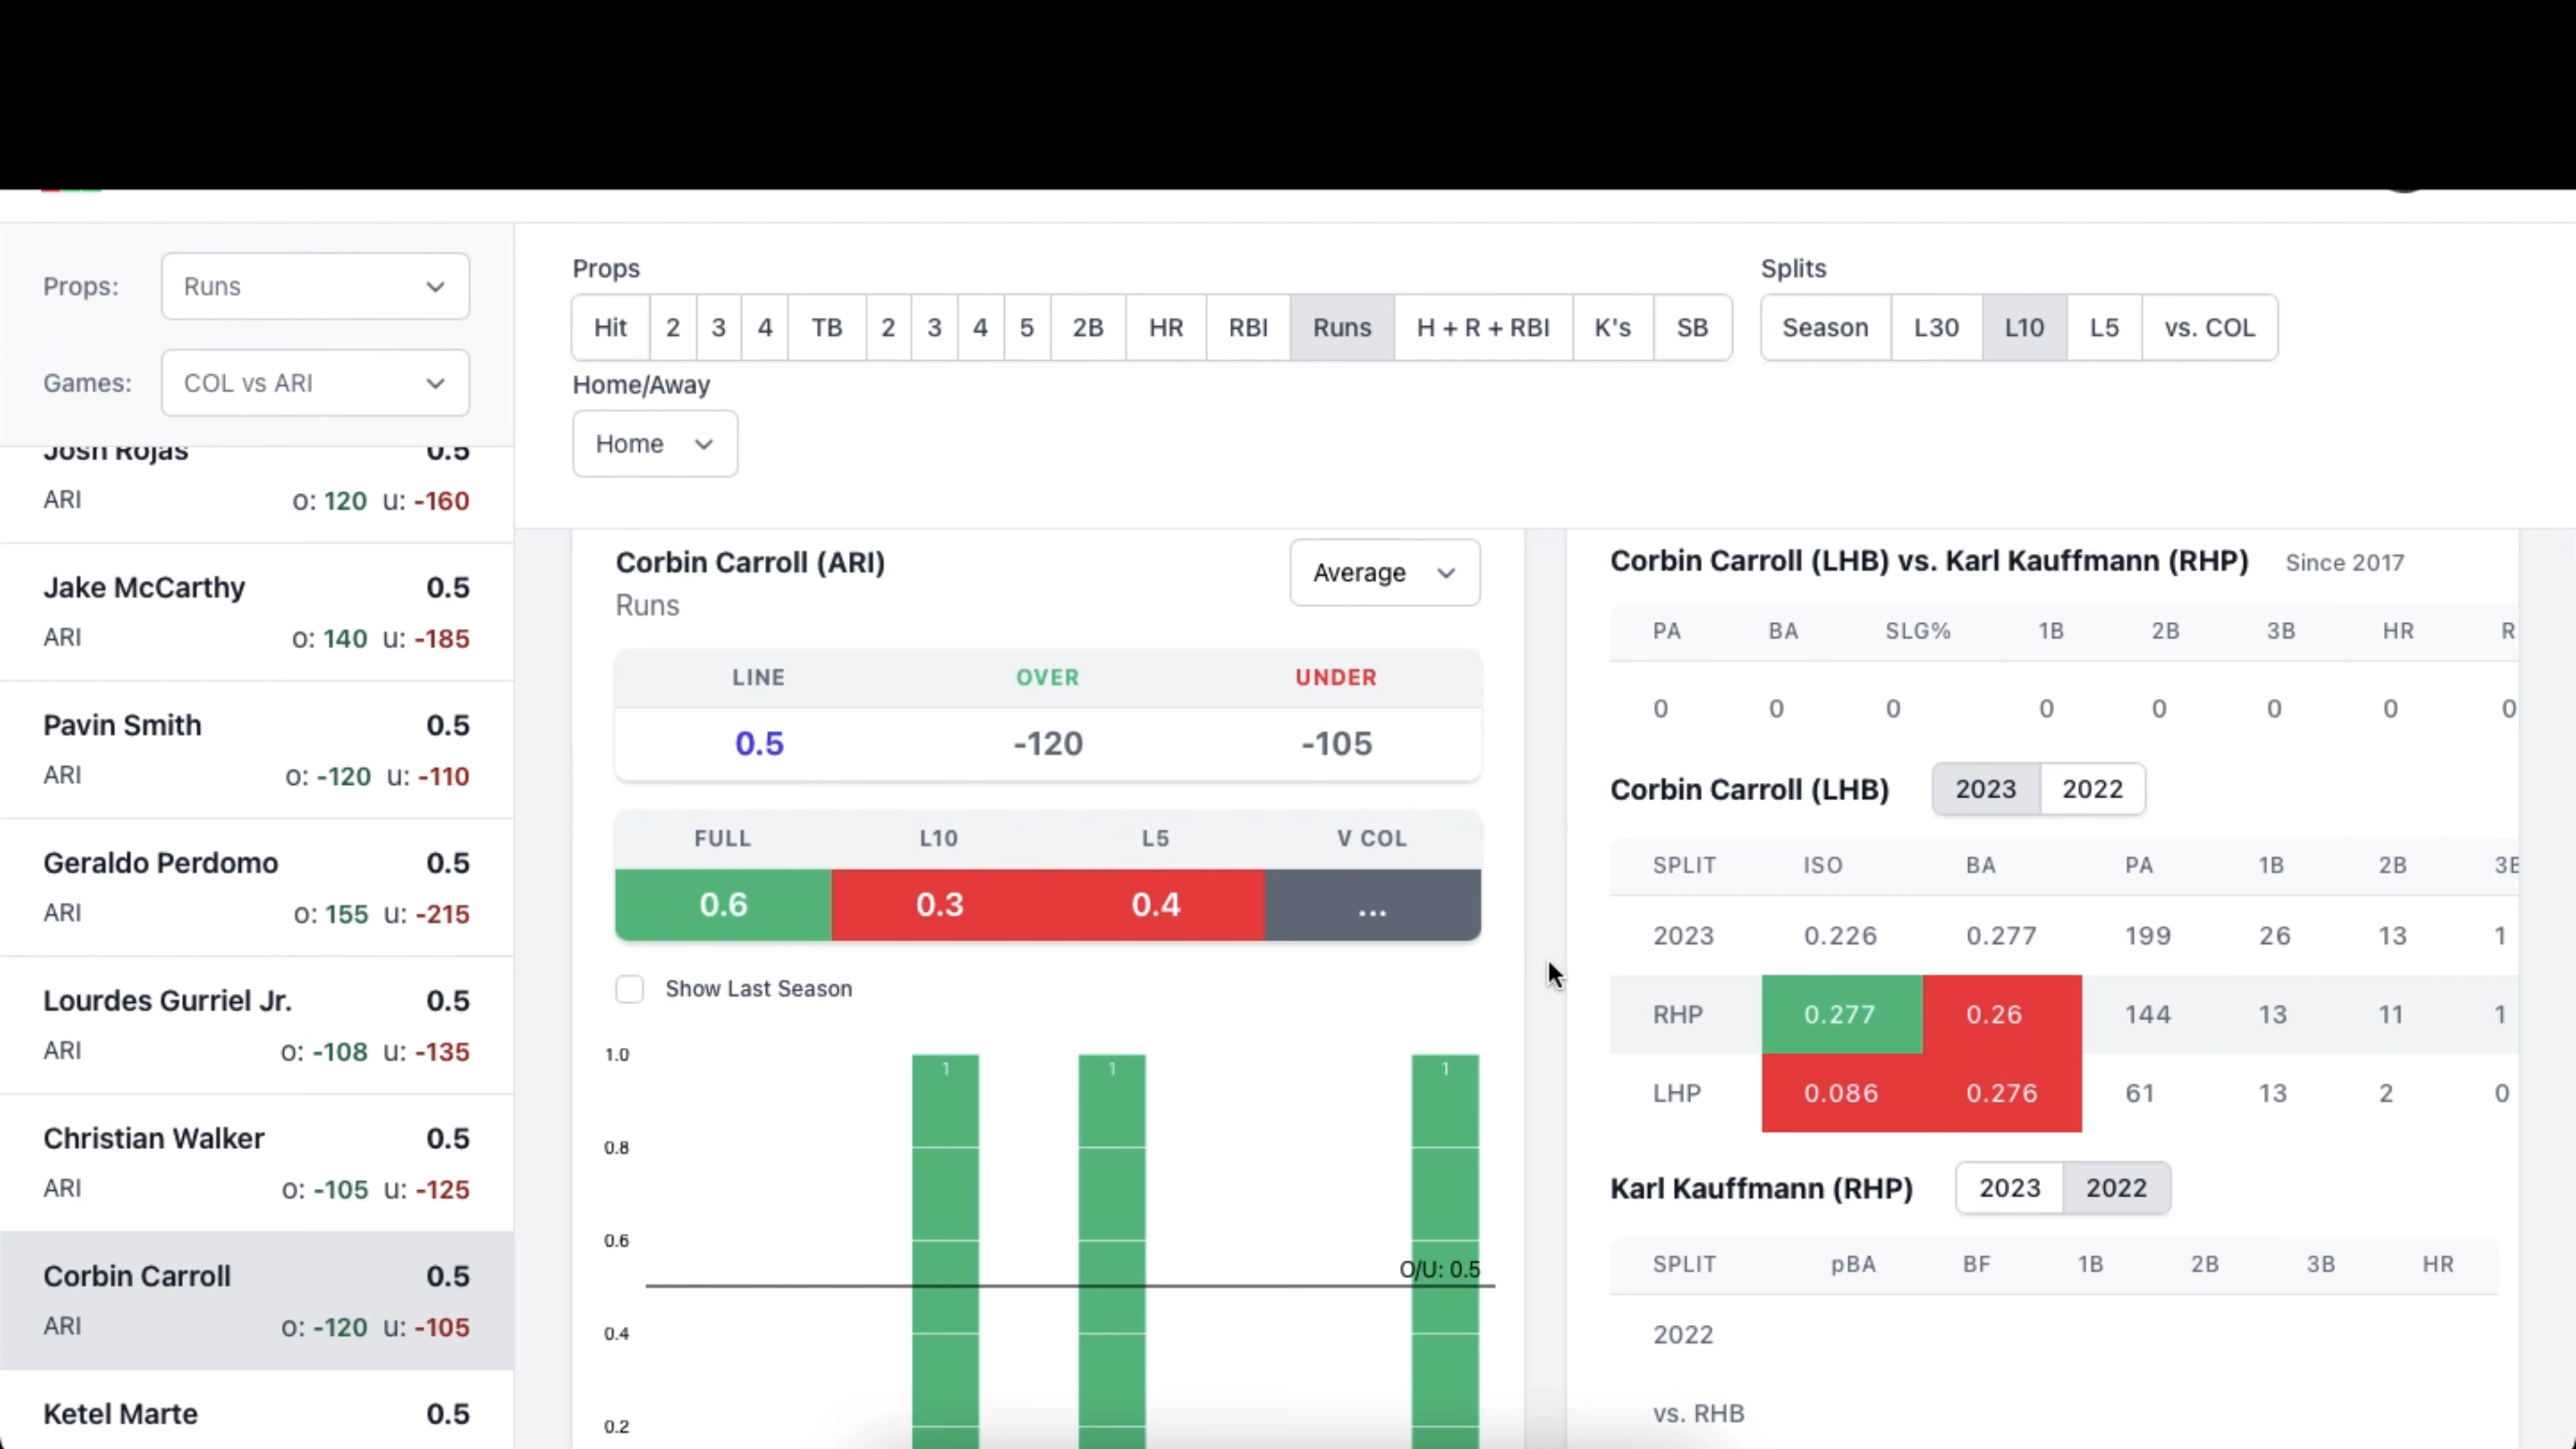 Props: Runs
Games: COL vs ARI
Josh Rojas 0.5
ARI o: 120 u: -160
Jake McCarthy 0.5
ARI o: 140 u: -185
Pavin Smith 0.5
ARI o: -120 u: -110
Geraldo Perdomo 0.5
ARI o: 155 u: -215
Lourdes Gurriel Jr. 0.5
ARI o: -108 u: -135
Christian Walker 0.5
ARI o: -105 u: -125
Corbin Carroll 0.5
ARI o: -120 u: -105
Ketel Marte 0.5
Props
Hit 2 3 4 TB 2 3 4 5 2B HR RBI Runs H + R + RBI K's SB
Splits
Season L30 L10 L5 vs. COL
Home/Away
Home
Corbin Carroll (ARI)
Runs
Average
LINE OVER UNDER
0.5 -120 -105
FULL L10 L5 V COL
0.6 0.3 0.4 ...
Show Last Season
1.0
0.8
0.6
0.4
0.2
1 1 1
O/U: 0.5
Corbin Carroll (LHB) vs. Karl Kauffmann (RHP) Since 2017
PA BA SLG% 1B 2B 3B HR R
0 0 0 0 0 0 0 0
Corbin Carroll (LHB) 2023 2022
SPLIT ISO BA PA 1B 2B 3B
2023 0.226 0.277 199 26 13 1
RHP 0.277 0.26 144 13 11 1
LHP 0.086 0.276 61 13 2 0
Karl Kauffmann (RHP) 2023 2022
SPLIT pBA BF 1B 2B 3B HR
2022
vs. RHB